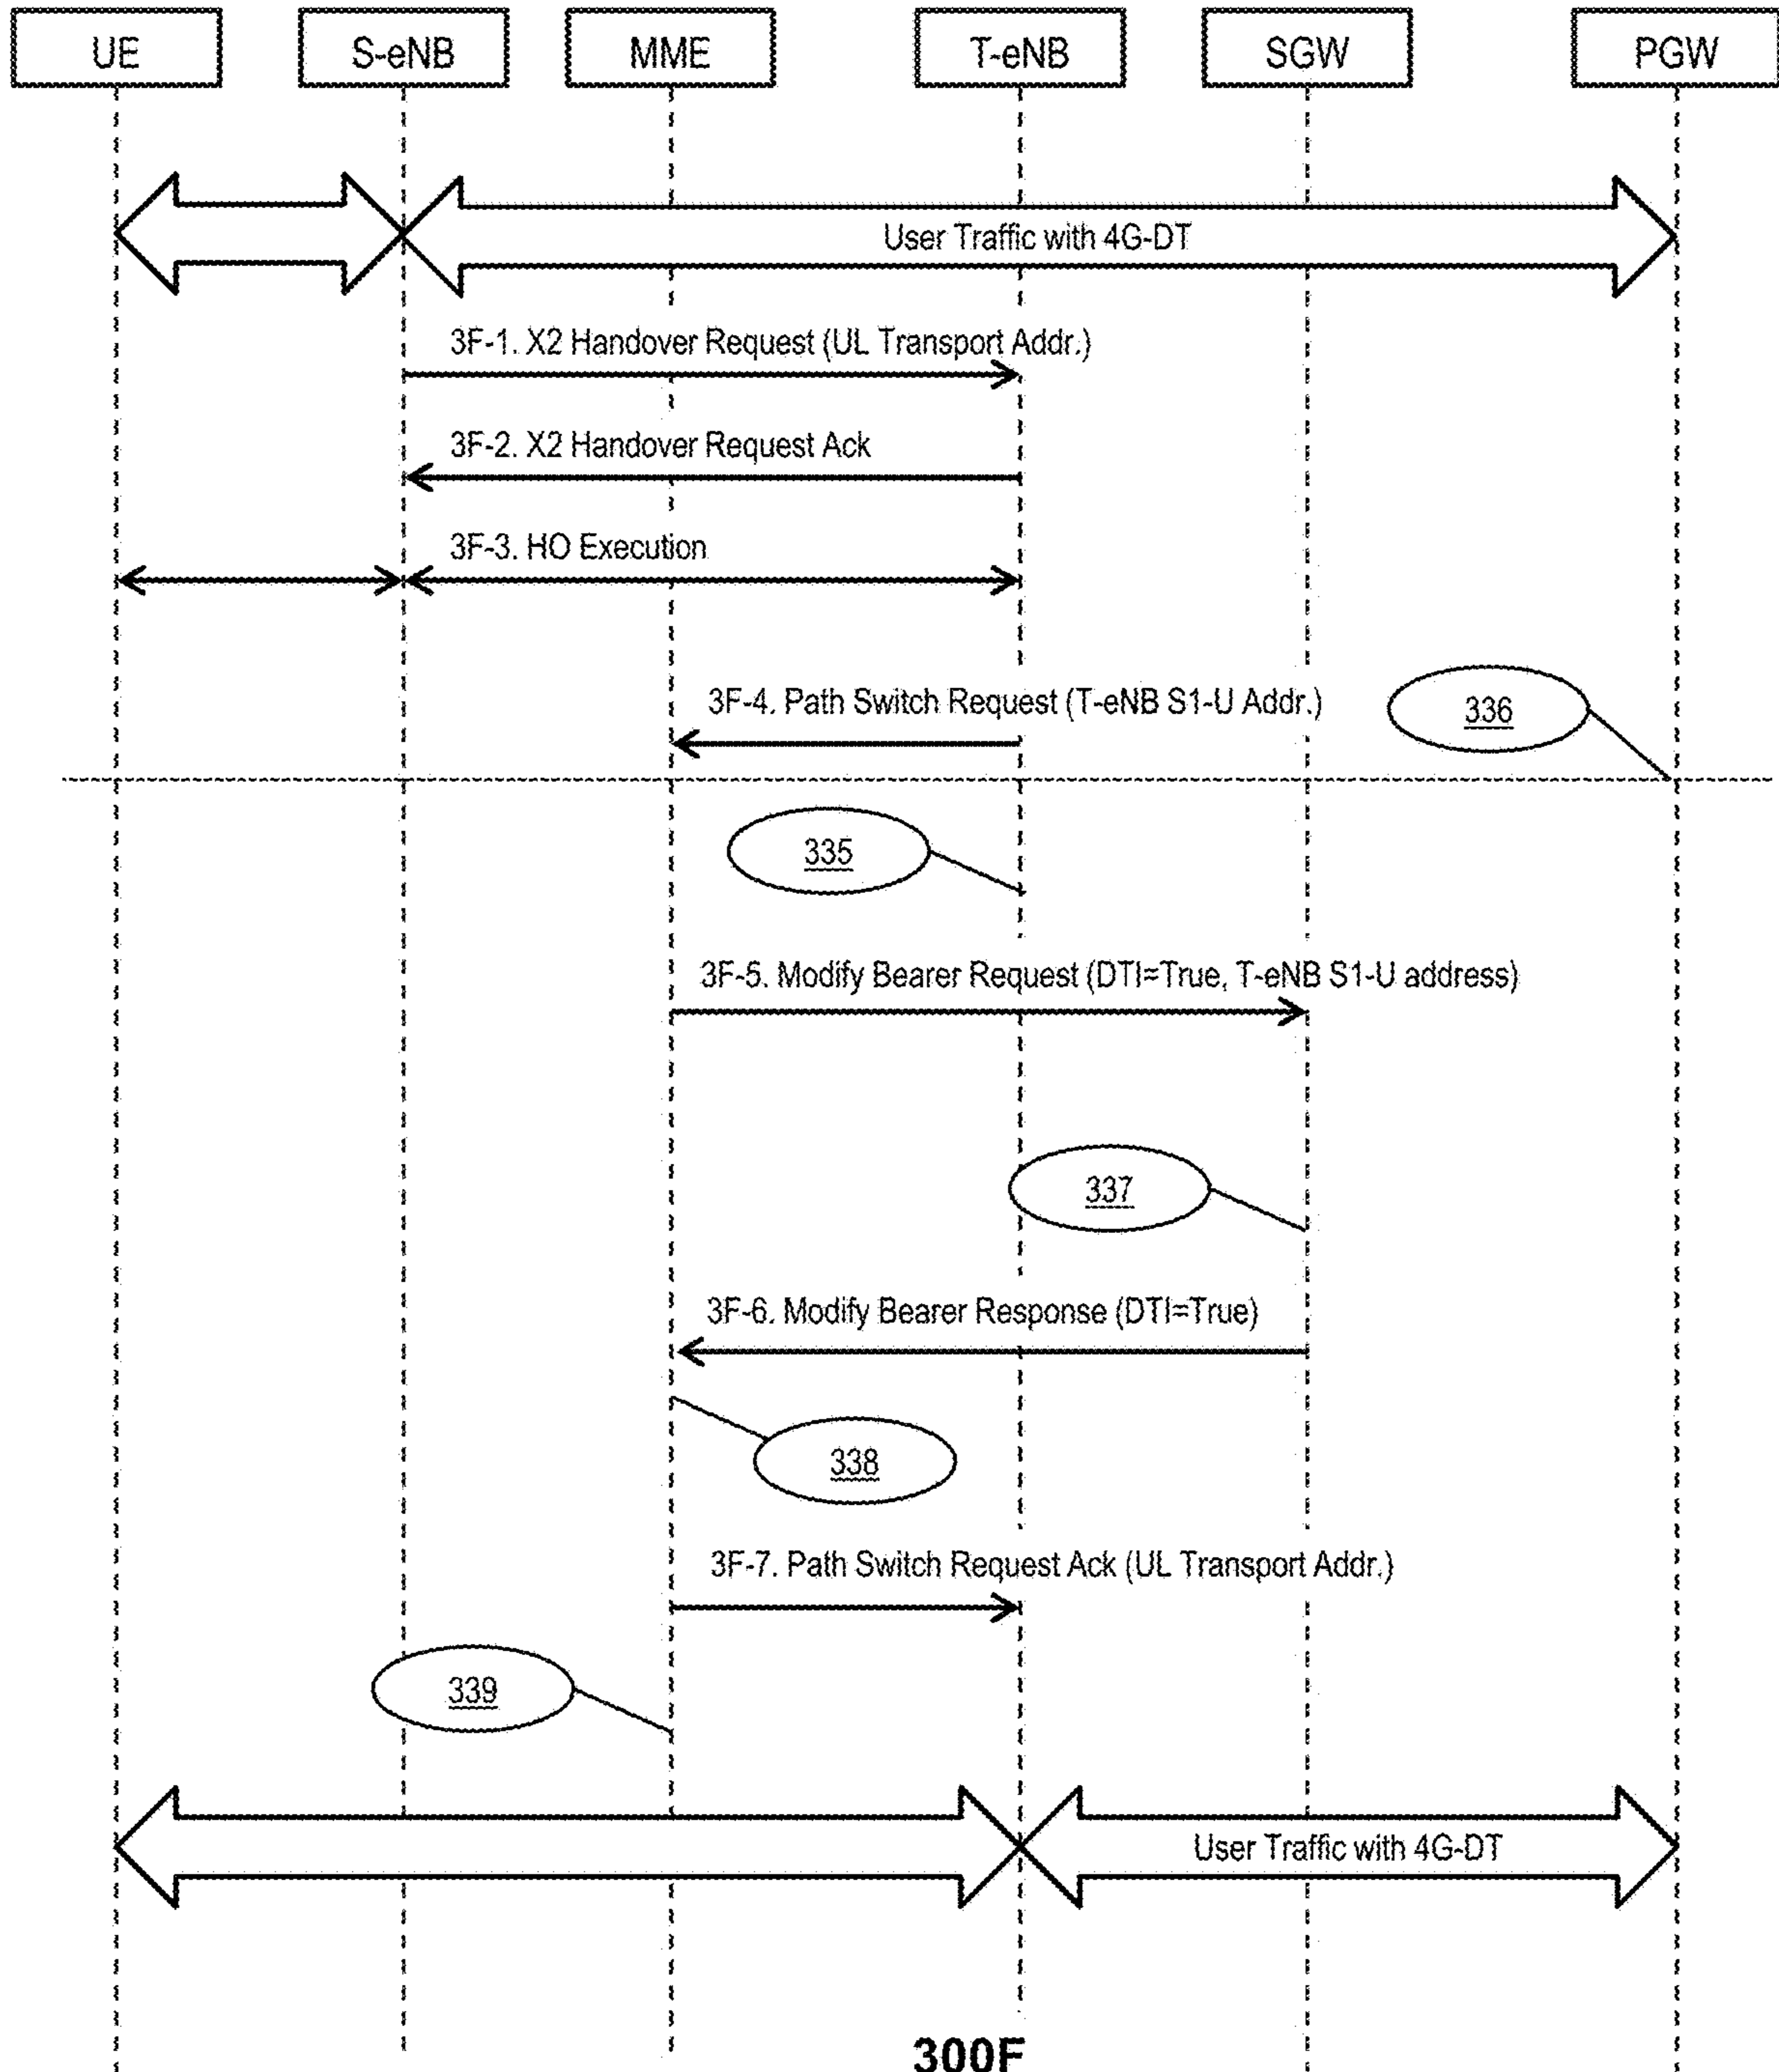 UE S-eNB MME T-eNB SGW PGW
User Traffic with 4G-DT
3F-1. X2 Handover Request (UL Transport Addr.)
3F-2. X2 Handover Request Ack
3F-3. HO Execution
3F-4. Path Switch Request (T-eNB S1-U Addr.)
336
335
3F-5. Modify Bearer Request (DTI=True, T-eNB S1-U address)
337
3F-6. Modify Bearer Response (DTI=True)
338
3F-7. Path Switch Request Ack (UL Transport Addr.)
339
User Traffic with 4G-DT
300F